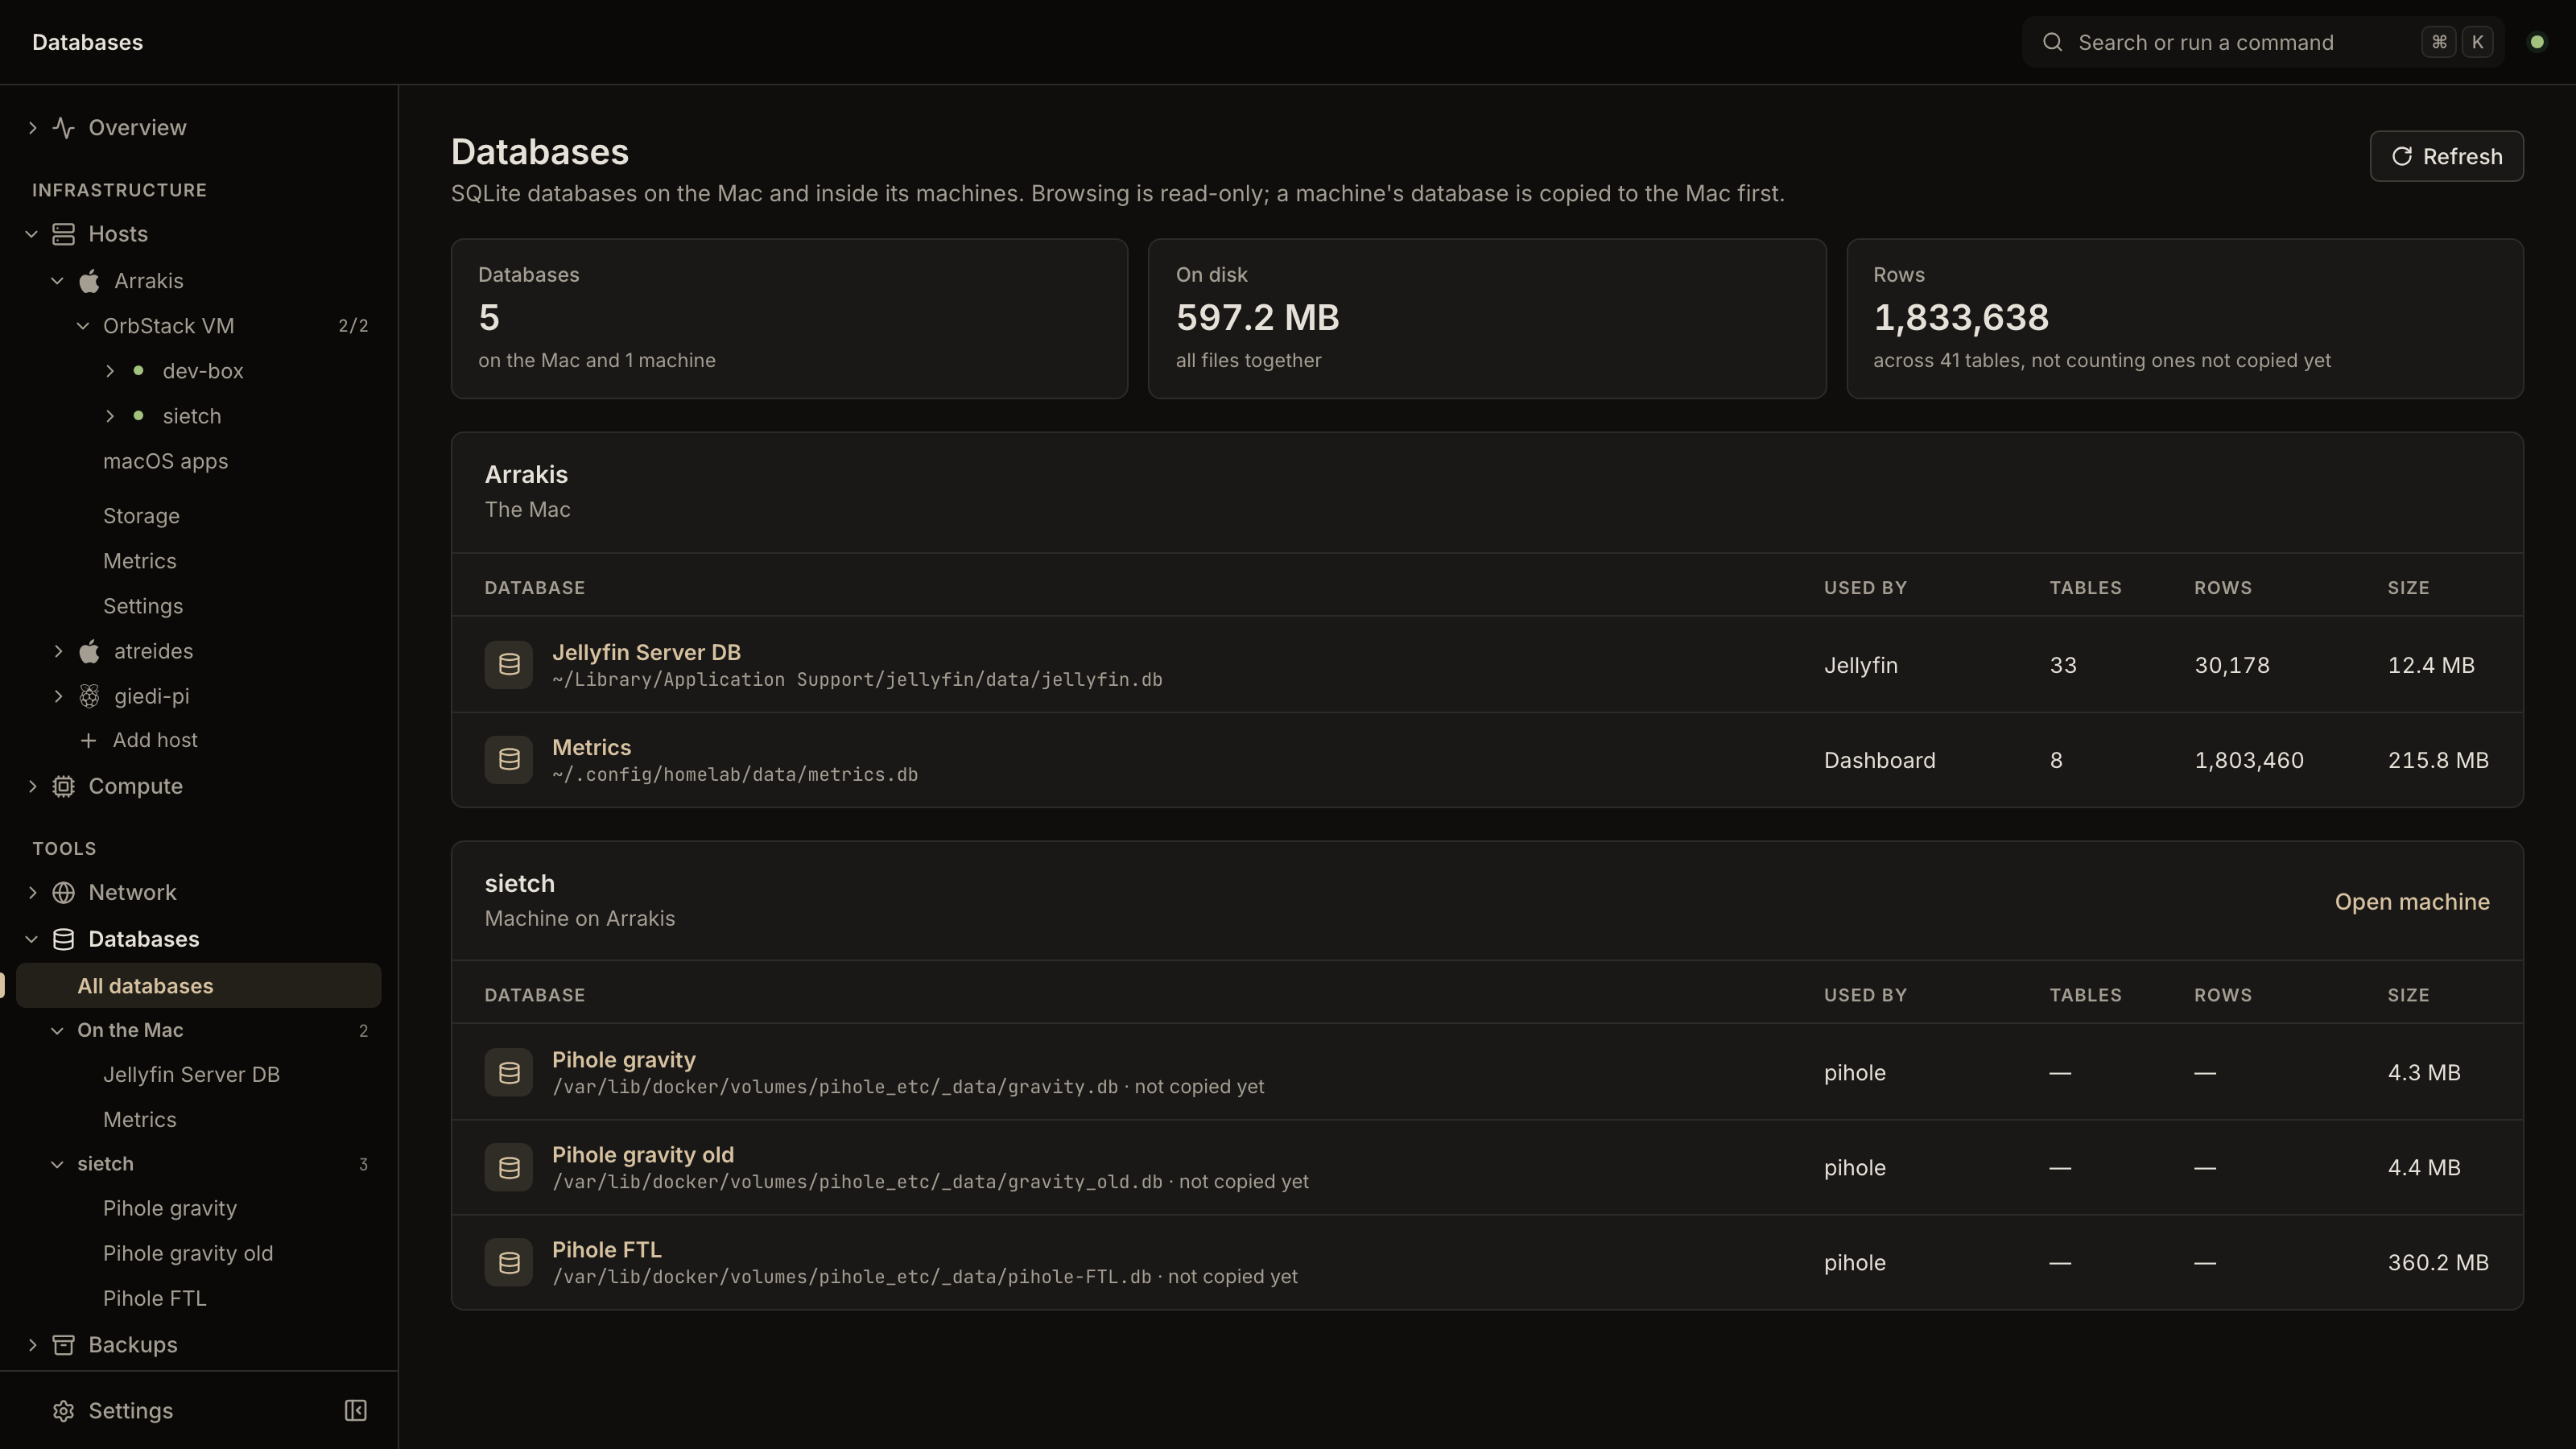 Databases
Search or run a command ⌘ K
Overview
INFRASTRUCTURE
Hosts
Arrakis
OrbStack VM 2/2
dev-box
sietch
macOS apps
Storage
Metrics
Settings
atreides
giedi-pi
Add host
Compute
TOOLS
Network
Databases
All databases
On the Mac 2
Jellyfin Server DB
Metrics
sietch 3
Pihole gravity
Pihole gravity old
Pihole FTL
Backups
Settings
Databases
SQLite databases on the Mac and inside its machines. Browsing is read-only; a machine's database is copied to the Mac first.
Refresh
Databases
5
on the Mac and 1 machine
On disk
597.2 MB
all files together
Rows
1,833,638
across 41 tables, not counting ones not copied yet
Arrakis
The Mac
DATABASE USED BY TABLES ROWS SIZE
Jellyfin Server DB
~/Library/Application Support/jellyfin/data/jellyfin.db
Jellyfin 33 30,178 12.4 MB
Metrics
~/.config/homelab/data/metrics.db
Dashboard 8 1,803,460 215.8 MB
sietch
Machine on Arrakis
Open machine
DATABASE USED BY TABLES ROWS SIZE
Pihole gravity
/var/lib/docker/volumes/pihole_etc/_data/gravity.db · not copied yet
pihole — — 4.3 MB
Pihole gravity old
/var/lib/docker/volumes/pihole_etc/_data/gravity_old.db · not copied yet
pihole — — 4.4 MB
Pihole FTL
/var/lib/docker/volumes/pihole_etc/_data/pihole-FTL.db · not copied yet
pihole — — 360.2 MB